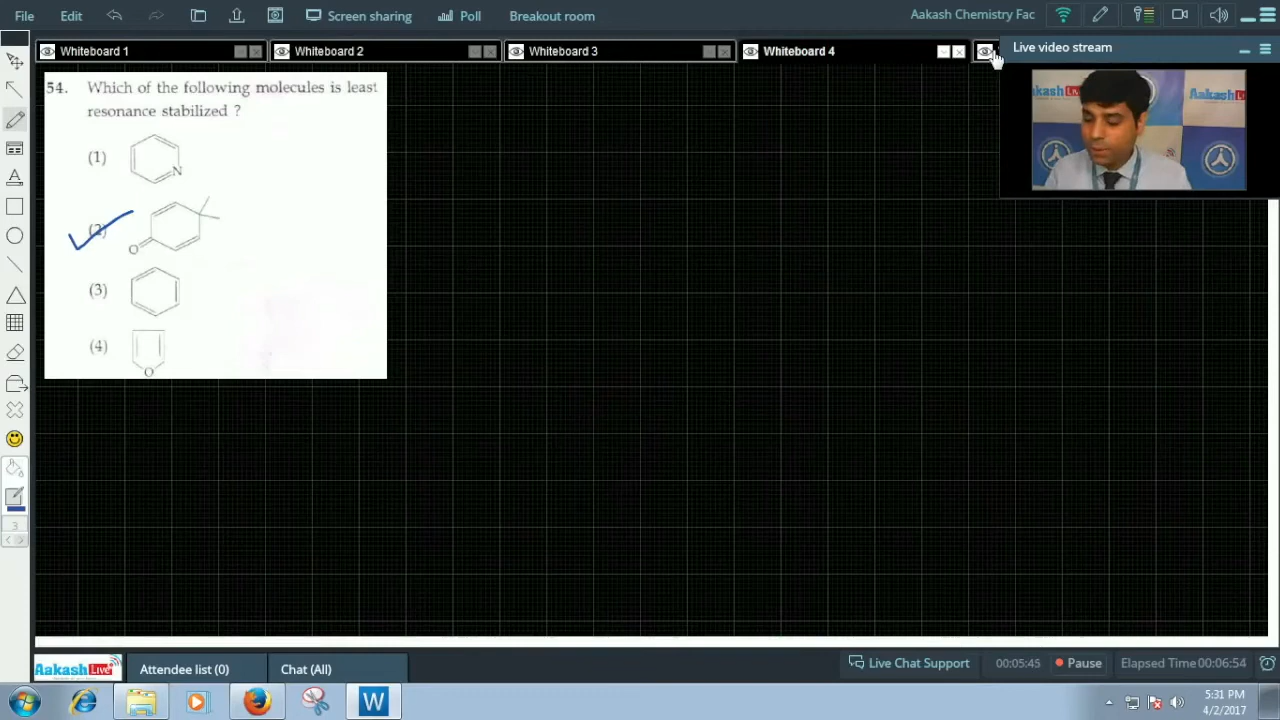 File Edit Screen sharing Poll Breakout room Aakash Chemistry Fac
Whiteboard 1 Whiteboard 2 Whiteboard 3 Whiteboard 4 Live video stream
54. Which of the following molecules is least
resonance stabilized ?
(1)
N
(2)
O
(3)
(4)
O
3
AakashLive Attendee list (0) Chat (All) Live Chat Support 00:05:45 Pause Elapsed Time 00:06:54
W
5:31 PM
4/2/2017